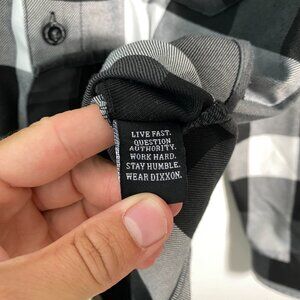 LIVE FAST.
QUESTION
AUTHORITY.
WORK HARD.
STAY HUMBLE.
WEAR DIXXON.